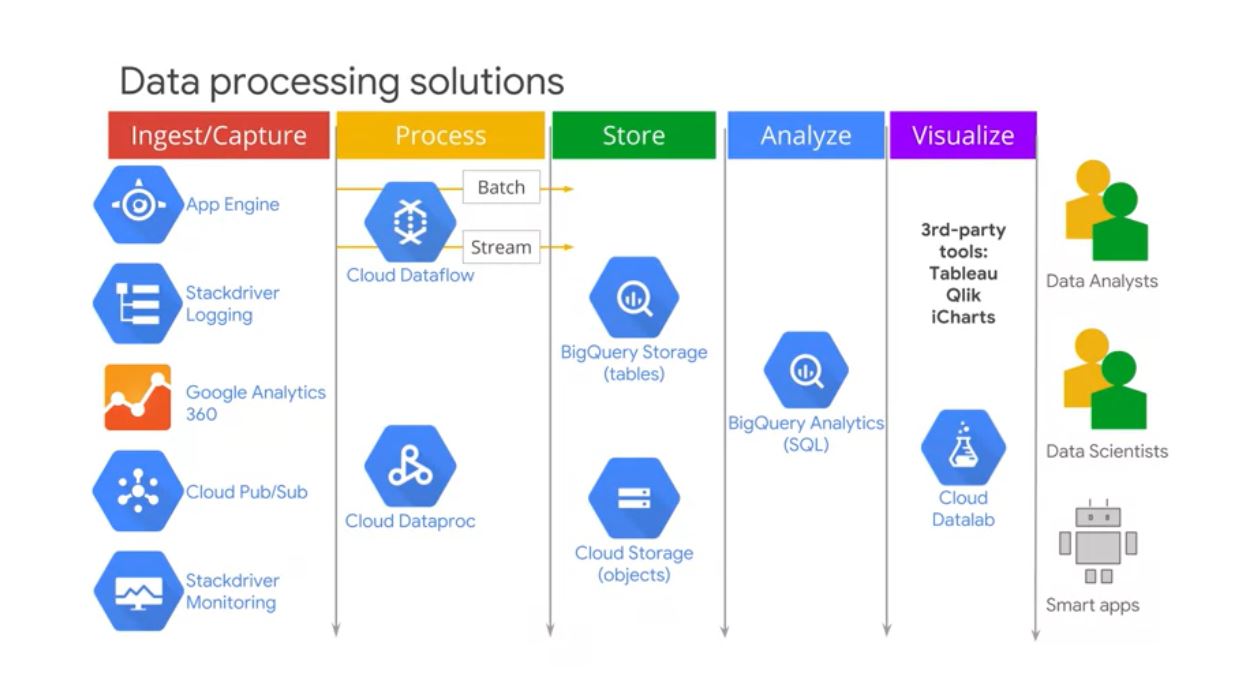 Data processing solutions
Ingest/Capture
Process
Store
Analyze
Visualize
App Engine
Stackdriver
Logging
Google Analytics
360
Cloud Pub/Sub
Stackdriver
Monitoring
Batch
Stream
Cloud Dataflow
Cloud Dataproc
BigQuery Storage
(tables)
Cloud Storage
(objects)
BigQuery Analytics
(SQL)
3rd-party
tools:
Tableau
Qlik
iCharts
Cloud
Datalab
Data Analysts
Data Scientists
Smart apps